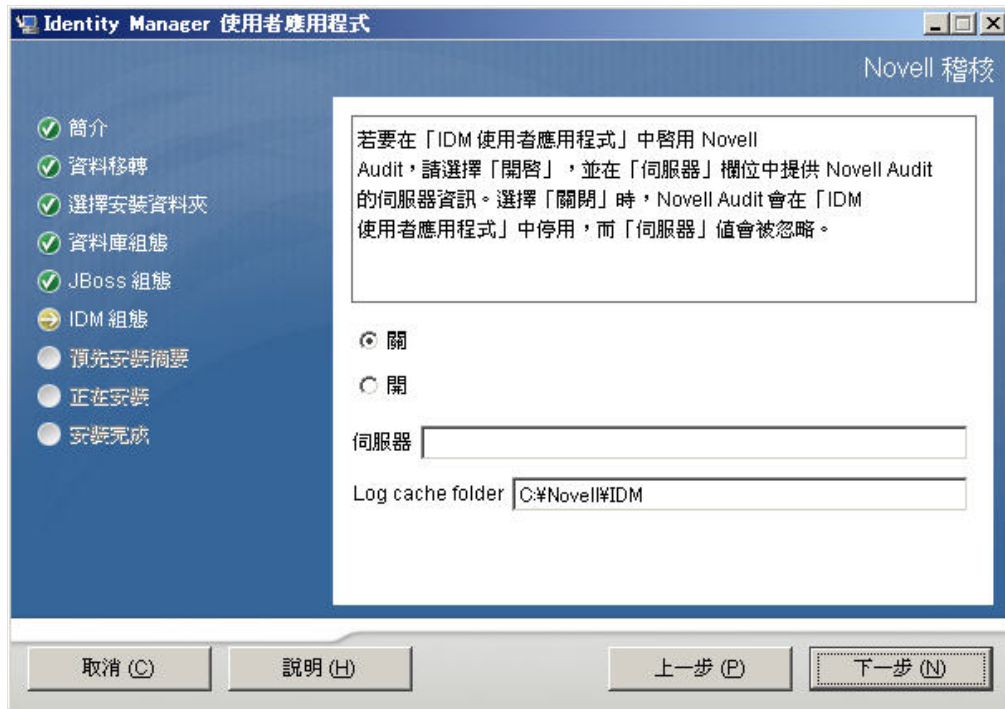 Identity Manager 使用者應用程式
Novell 稽核
簡介
資料移轉
選擇安裝資料夾
資料庫組態
JBoss 組態
IDM 組態
預先安裝摘要
正在安裝
安裝完成
若要在「IDM 使用者應用程式」中啟用 Novell
Audit，請選擇「開啟」，並在「伺服器」欄位中提供 Novell Audit
的伺服器資訊。選擇「關閉」時，Novell Audit 會在「IDM
使用者應用程式」中停用，而「伺服器」值會被忽略。
關
開
伺服器
Log cache folder C:¥Novell¥IDM
取消 (C) 說明 (H) 上一步 (P) 下一步 (N)